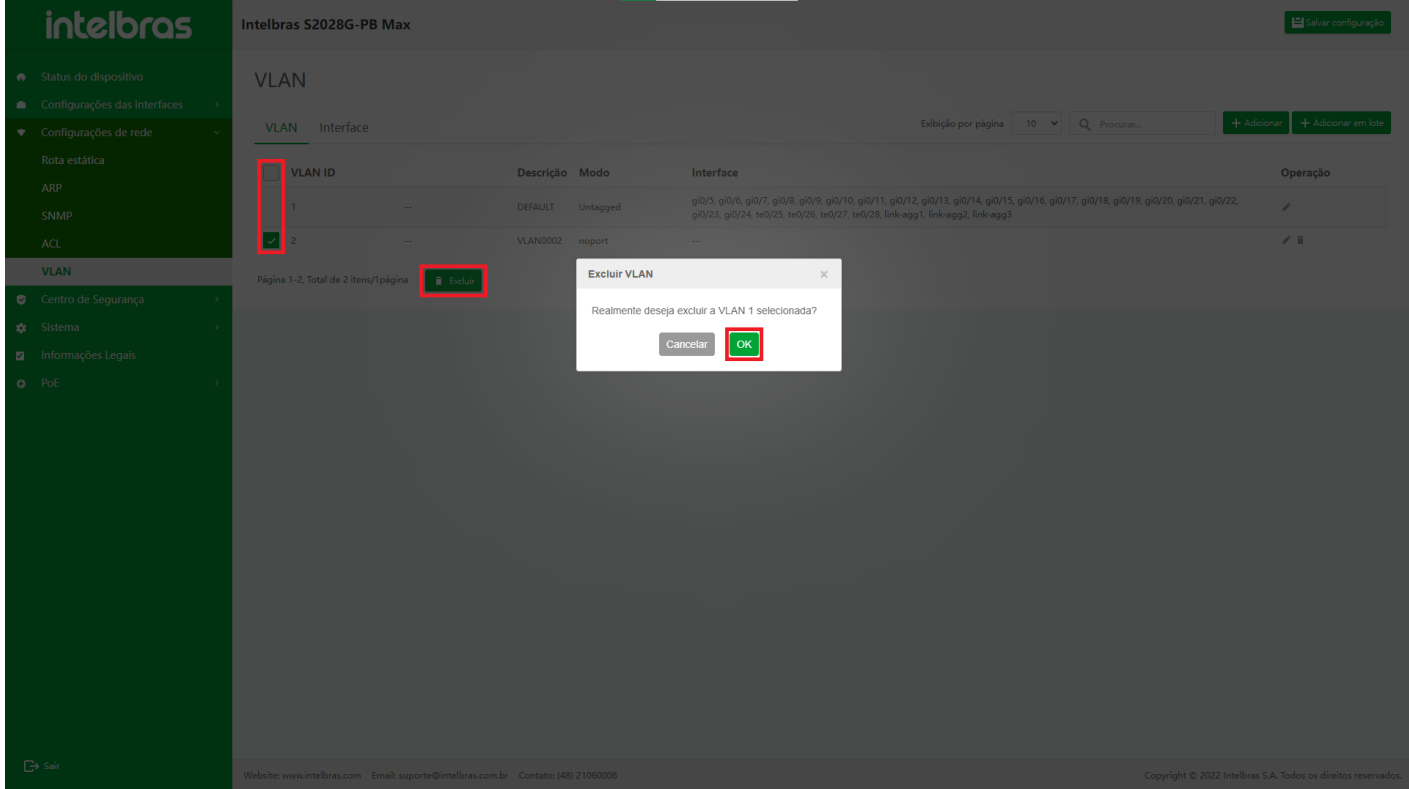 intelbras
Intelbras S2028G-PB Max
Salvar configuração
Status do dispositivo
Configurações das Interfaces
Configurações de rede
Rota estática
ARP
SNMP
ACL
VLAN
Centro de Segurança
Sistema
Informações Legais
PoE
Sair
VLAN
VLAN Interface
Exibição por página 10 Procurar... + Adicionar + Adicionar em lote
VLAN ID Descrição Modo Interface Operação
1 -- DEFAULT Untagged gi0/5, gi0/6, gi0/7, gi0/8, gi0/9, gi0/10, gi0/11, gi0/12, gi0/13, gi0/14, gi0/15, gi0/16, gi0/17, gi0/18, gi0/19, gi0/20, gi0/21, gi0/22,
gi0/23, gi0/24, te0/25, te0/26, te0/27, te0/28, link-agg1, link-agg2, link-agg3
2 -- VLAN0002 noport --
Página 1-2, Total de 2 itens/1página Excluir
Excluir VLAN ×
Realmente deseja excluir a VLAN 1 selecionada?
Cancelar OK
Website: www.intelbras.com Email: suporte@intelbras.com.br Contato: (48) 21060006
Copyright © 2022 Intelbras S.A. Todos os direitos reservados.